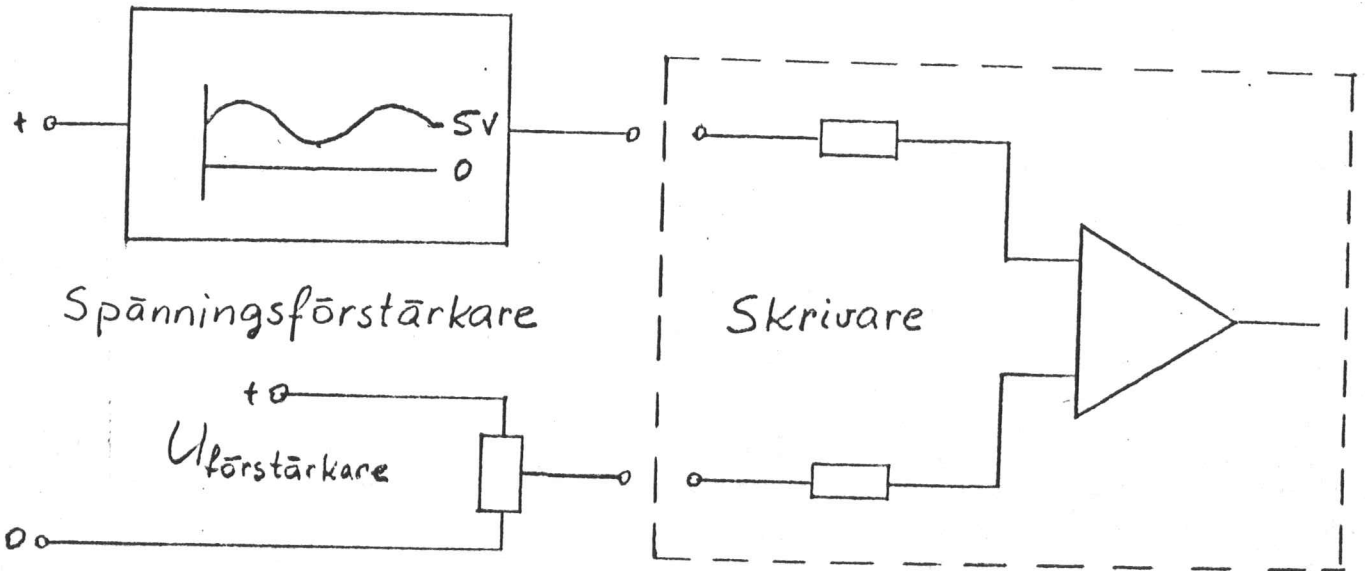 +
5V
0
Spänningsförstärkare
Skrivare
+
Uförstärkare
0